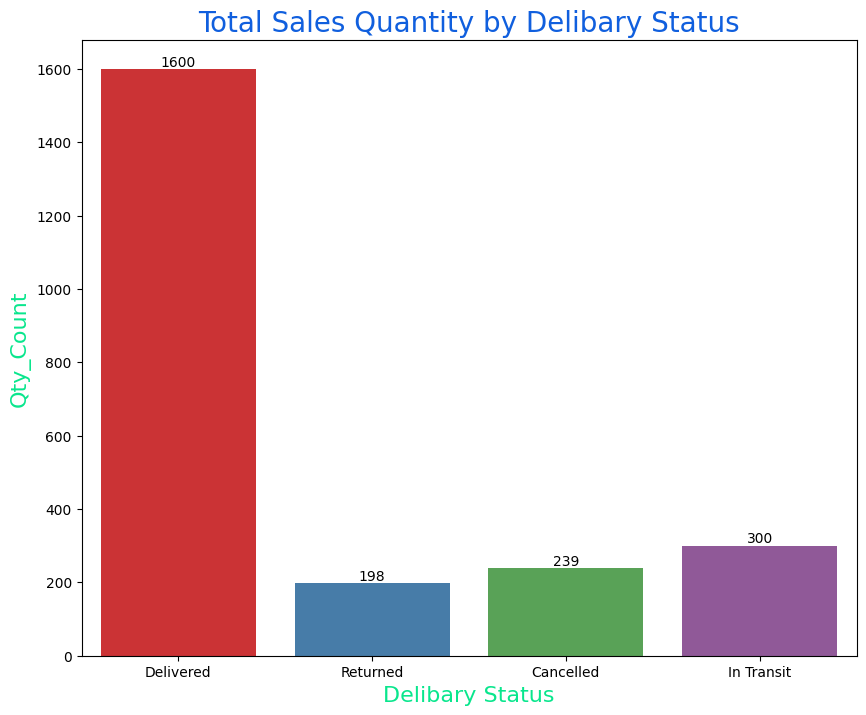 Total Sales Quantity by Delibary Status
1600
1400
1200
1000
800
600
400
200
0
Qty_Count
1600
198
239
300
Delivered
Returned
Cancelled
In Transit
Delibary Status